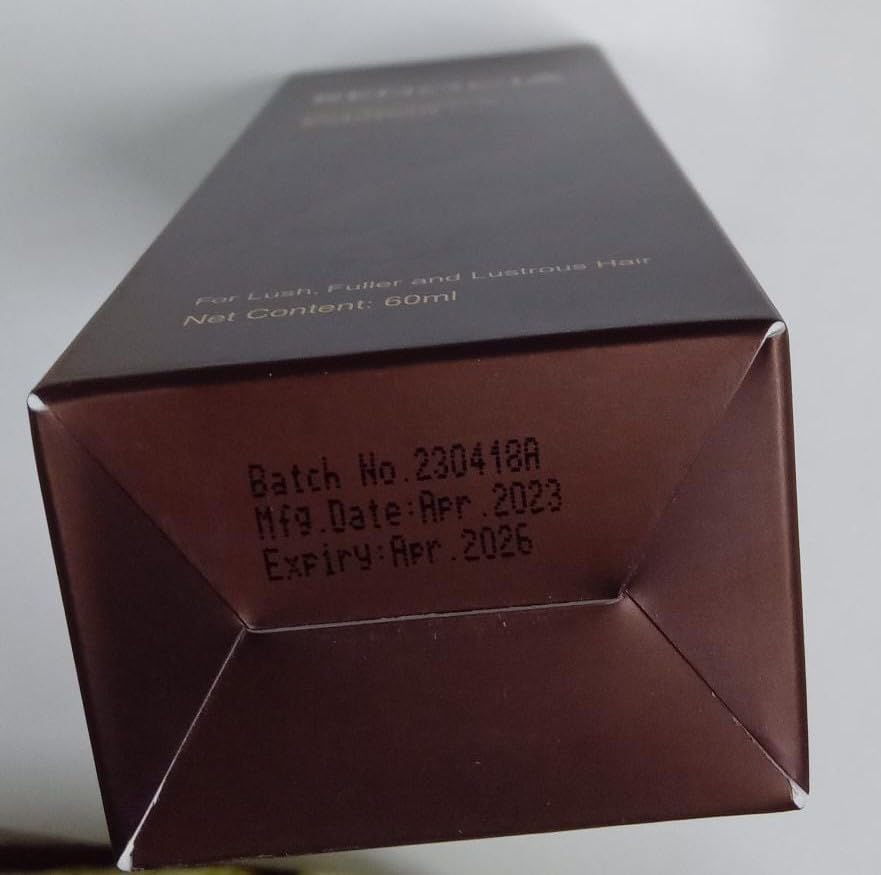 For Lush, Fuller and Lustrous Hair
Net Content: 60ml
Batch No.230418A
Mfg.Date:Apr.2023
Expiry:Apr.2026